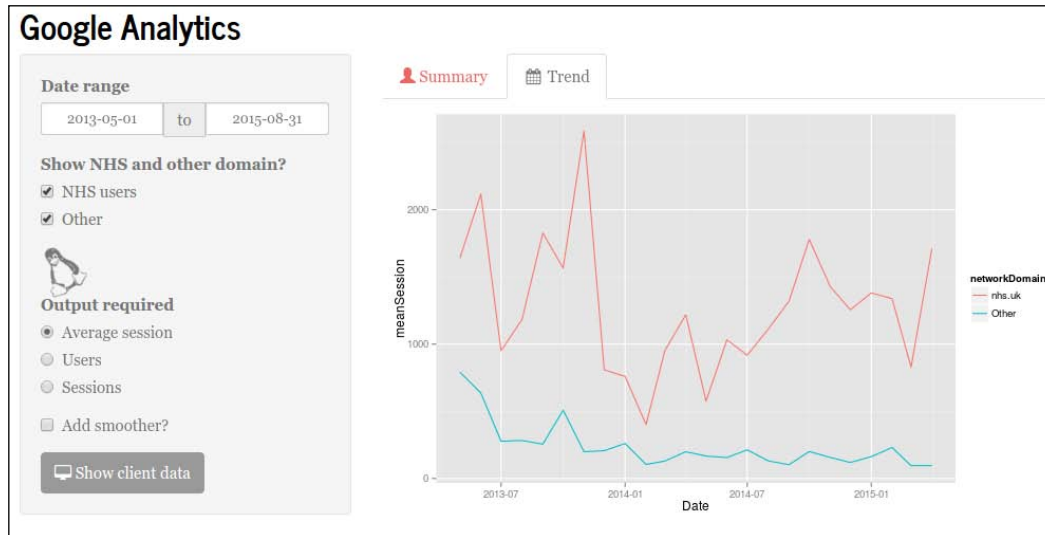 Google Analytics
Date range
2013-05-01 to 2015-08-31
Show NHS and other domain?
NHS users
Other
Output required
Average session
Users
Sessions
Add smoother?
Show client data
Summary Trend
2000
1000
0
meanSession
2013-07 2014-01 2014-07 2015-01
Date
networkDomain
nhs.uk
Other